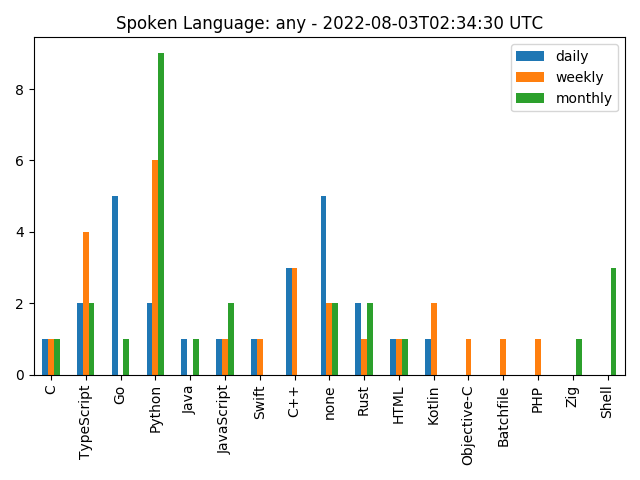 Spoken Language: any - 2022-08-03T02:34:30 UTC
daily
weekly
monthly
8
6
4
2
0
C
TypeScript
Go
Python
Java
JavaScript
Swift
C++
none
Rust
HTML
Kotlin
Objective-C
Batchfile
PHP
Zig
Shell